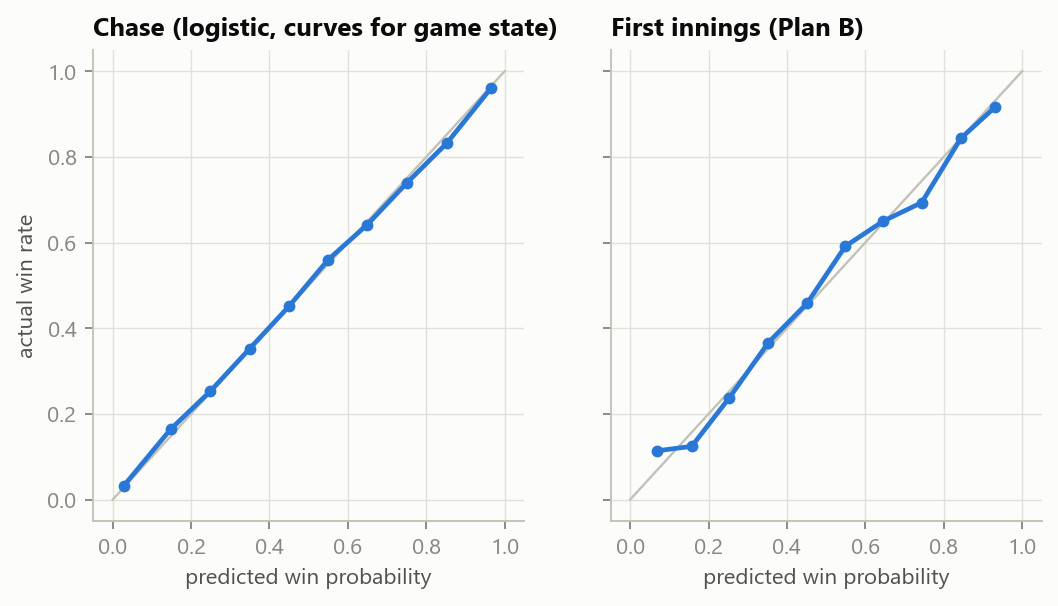 Chase (logistic, curves for game state)
First innings (Plan B)
actual win rate
1.0
0.8
0.6
0.4
0.2
0.0
0.0 0.2 0.4 0.6 0.8 1.0
0.0 0.2 0.4 0.6 0.8 1.0
predicted win probability
predicted win probability